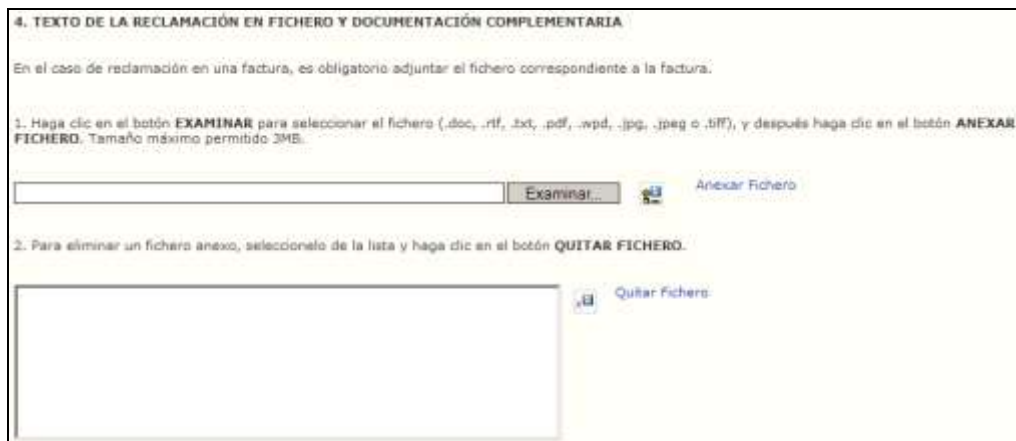 4. TEXTO DE LA RECLAMACIÓN EN FICHERO Y DOCUMENTACIÓN COMPLEMENTARIA
En el caso de reclamación en una factura, es obligatorio adjuntar el fichero correspondiente a la factura.
1. Haga clic en el botón EXAMINAR para seleccionar el fichero (.doc, .rtf, .txt, .pdf, .wpd, .jpg, .jpeg o .tiff), y después haga clic en el botón ANEXAR
FICHERO. Tamaño máximo permitido 3MB.
Examinar... Anexar Fichero
2. Para eliminar un fichero anexo, seleccionelo de la lista y haga clic en el botón QUITAR FICHERO.
Quitar Fichero